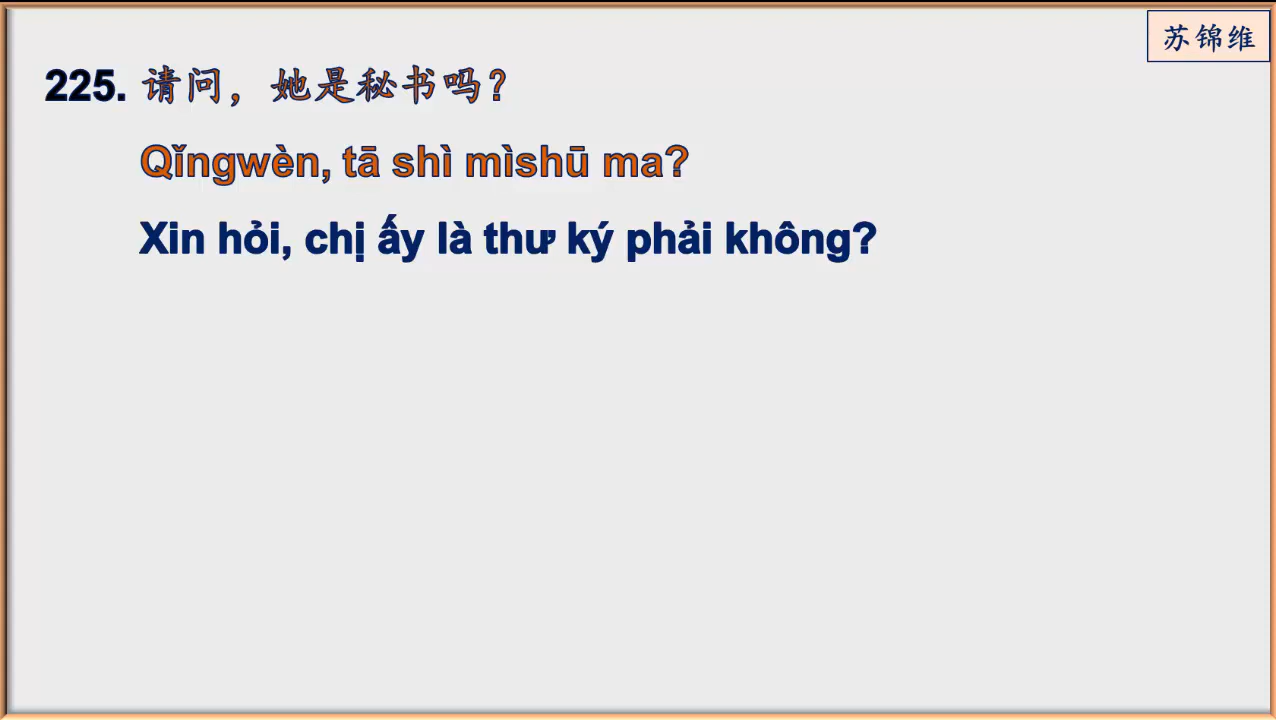 苏锦维
225. 请问，她是秘书吗？
Qǐngwèn, tā shì mìshū ma?
Xin hỏi, chị ấy là thư ký phải không?